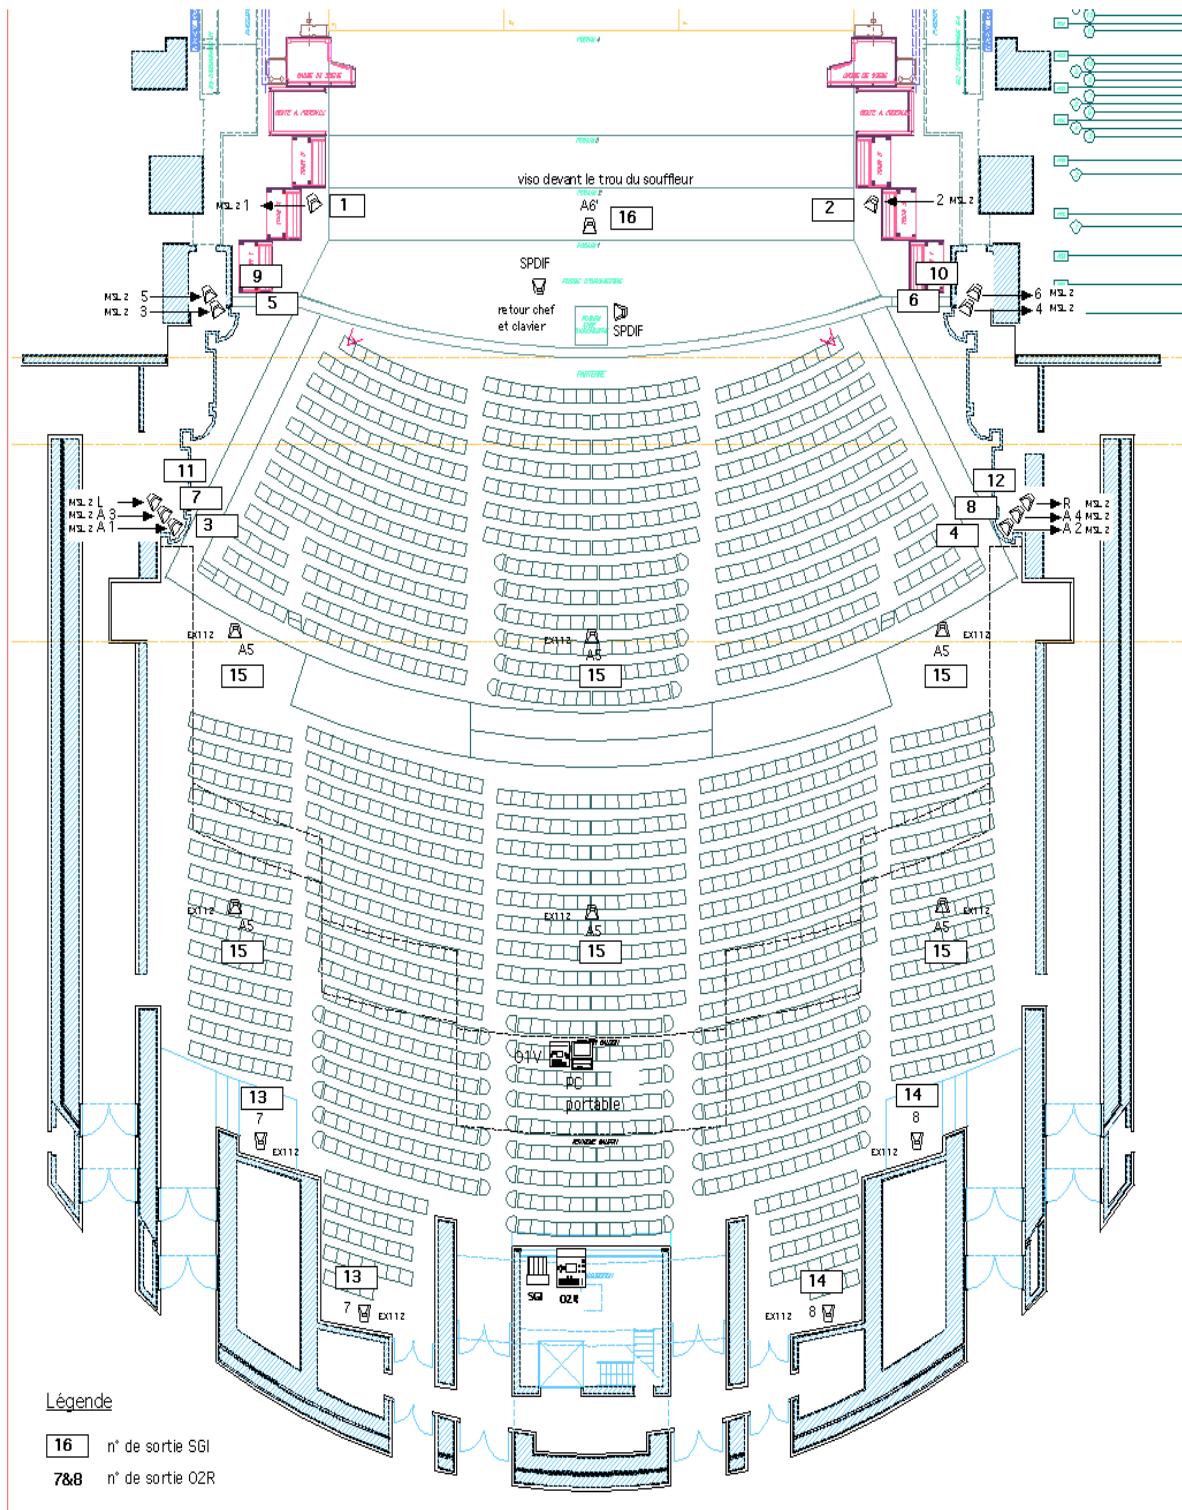 viso devant le trou du souffleur
MSL 2 1
1
A6'
16
2
2 MSL 2
9
5
SPDIF
10
6
MSL 2 5
MSL 2 3
6 MSL 2
4 MSL 2
retour chef
et clavier
SPDIF
PARTERRE
11
7
3
MSL 2 L
MSL 2 A 3
MSL 2 A 1
12
8
4
R MSL 2
A 4 MSL 2
A 2 MSL 2
EX112
A5
15
EX112
A5
15
EX112
A5
15
EX112
A5
15
EX112
A5
15
EX112
A5
15
01V
PC
portable
13
7
EX112
14
8
EX112
13
7
EX112
14
8
EX112
SGI
O2R
Légende
16 n° de sortie SGI
7&8 n° de sortie O2R